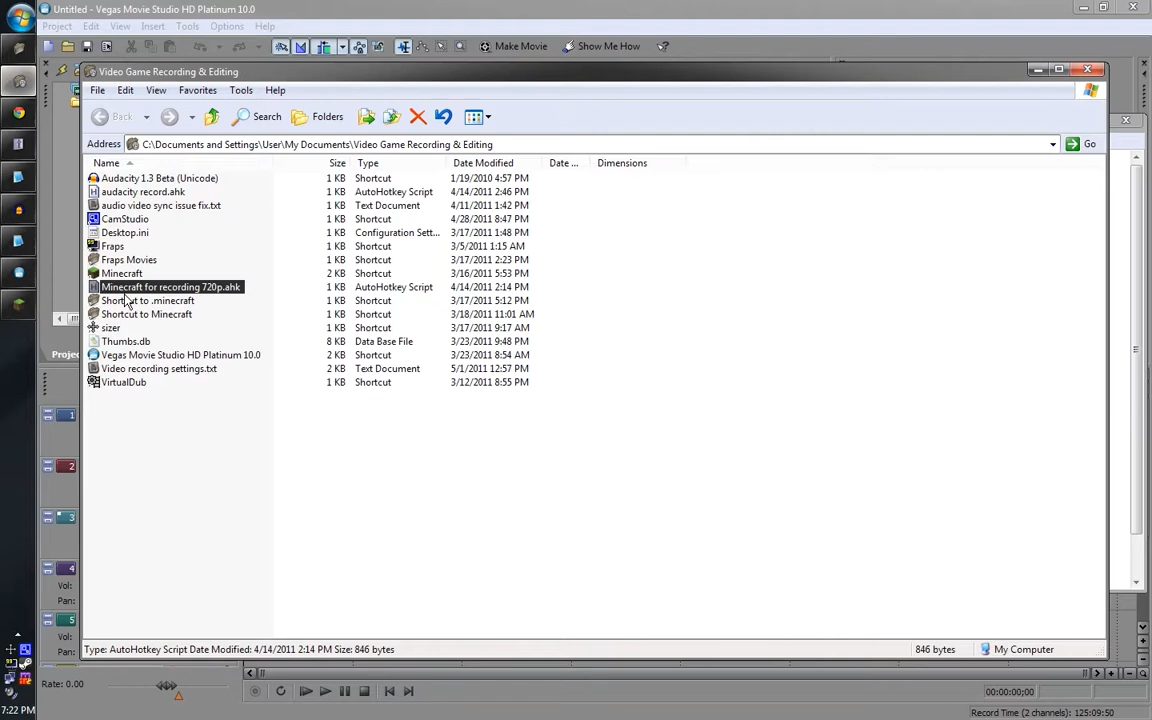 Untitled - Vegas Movie Studio HD Platinum 10.0
Project Edit View Insert Tools Options Help
Make Movie Show Me How
Video Game Recording & Editing
File Edit View Favorites Tools Help
Back Search Folders
Address C:\Documents and Settings\User\My Documents\Video Game Recording & Editing Go
Name Size Type Date Modified Date ... Dimensions
Audacity 1.3 Beta (Unicode) 1 KB Shortcut 1/19/2010 4:57 PM
audacity record.ahk 1 KB AutoHotkey Script 4/14/2011 2:46 PM
audio video sync issue fix.txt 1 KB Text Document 4/11/2011 1:42 PM
CamStudio 1 KB Shortcut 4/28/2011 8:47 PM
Desktop.ini 1 KB Configuration Sett... 3/17/2011 1:48 PM
Fraps 1 KB Shortcut 3/5/2011 1:15 AM
Fraps Movies 1 KB Shortcut 3/17/2011 2:23 PM
Minecraft 2 KB Shortcut 3/16/2011 5:53 PM
Minecraft for recording 720p.ahk 1 KB AutoHotkey Script 4/14/2011 2:14 PM
Shortcut to .minecraft 1 KB Shortcut 3/17/2011 5:12 PM
Shortcut to Minecraft 1 KB Shortcut 3/18/2011 11:01 AM
sizer 1 KB Shortcut 3/17/2011 9:17 AM
Thumbs.db 8 KB Data Base File 3/23/2011 9:48 PM
Vegas Movie Studio HD Platinum 10.0 2 KB Shortcut 3/23/2011 8:54 AM
Video recording settings.txt 2 KB Text Document 5/1/2011 12:57 PM
VirtualDub 1 KB Shortcut 3/12/2011 8:55 PM
Projec
1
2
3
4
Vol:
Pan:
5
Vol:
Pan:
Type: AutoHotkey Script Date Modified: 4/14/2011 2:14 PM Size: 846 bytes 846 bytes My Computer
Rate: 0.00
00:00:00;00
7:22 PM
Record Time (2 channels): 125:09:50